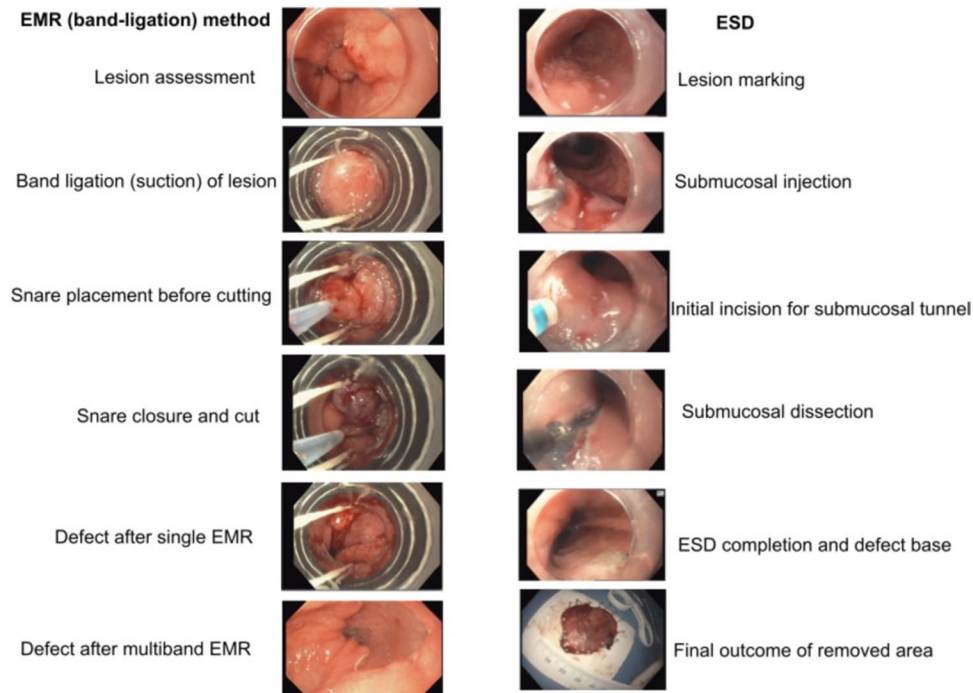 EMR (band-ligation) method
Lesion assessment
Band ligation (suction) of lesion
Snare placement before cutting
Snare closure and cut
Defect after single EMR
Defect after multiband EMR
ESD
Lesion marking
Submucosal injection
Initial incision for submucosal tunnel
Submucosal dissection
ESD completion and defect base
Final outcome of removed area